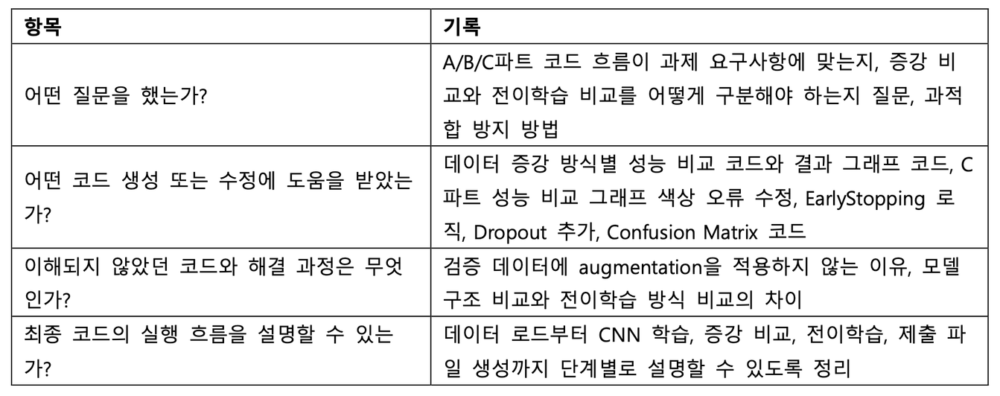 항목
기록
어떤 질문을 했는가?
A/B/C파트 코드 흐름이 과제 요구사항에 맞는지, 증강 비
교와 전이학습 비교를 어떻게 구분해야 하는지 질문, 과적
합 방지 방법
어떤 코드 생성 또는 수정에 도움을 받았는
가?
데이터 증강 방식별 성능 비교 코드와 결과 그래프 코드, C
파트 성능 비교 그래프 색상 오류 수정, EarlyStopping 로
직, Dropout 추가, Confusion Matrix 코드
이해되지 않았던 코드와 해결 과정은 무엇
인가?
검증 데이터에 augmentation을 적용하지 않는 이유, 모델
구조 비교와 전이학습 방식 비교의 차이
최종 코드의 실행 흐름을 설명할 수 있는
가?
데이터 로드부터 CNN 학습, 증강 비교, 전이학습, 제출 파
일 생성까지 단계별로 설명할 수 있도록 정리